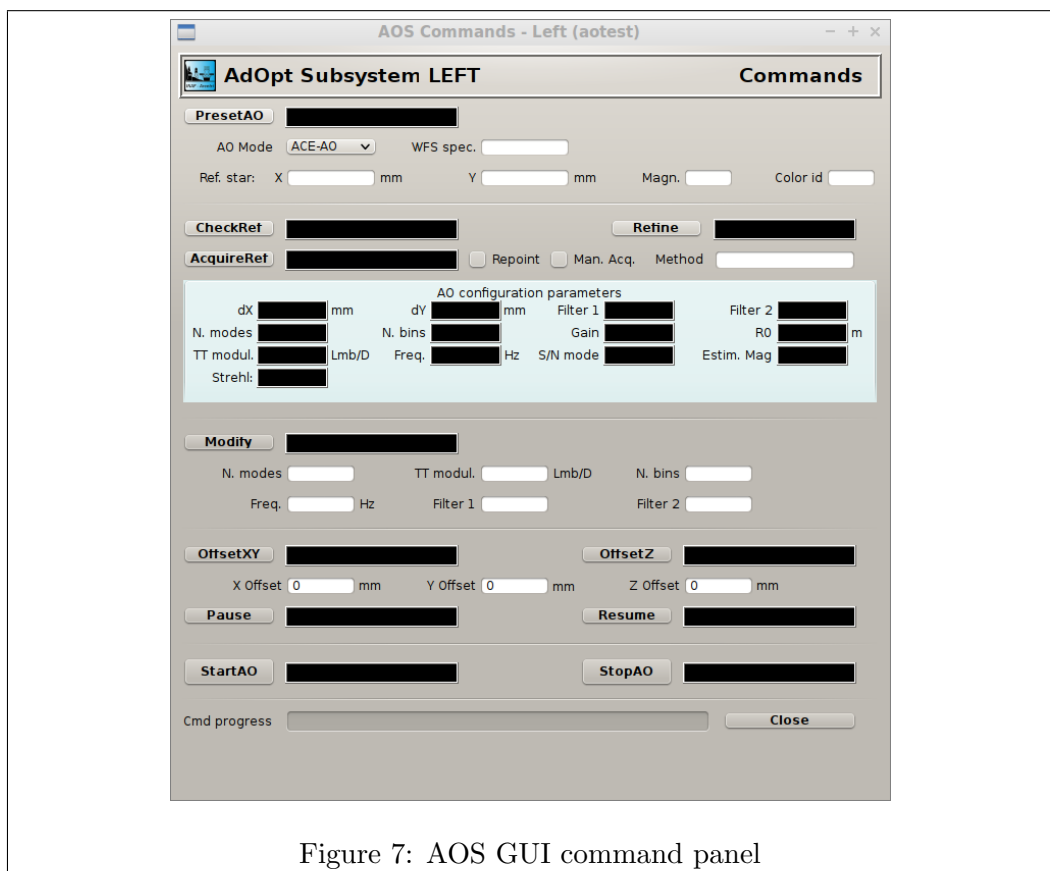 AOS Commands - Left (aotest)
AdOpt Subsystem LEFT Commands
PresetAO
AO Mode ACE-AO WFS spec.
Ref. star: X mm Y mm Magn. Color id
CheckRef Refine
AcquireRef Repoint Man. Acq. Method
AO configuration parameters
dX mm dY mm Filter 1 Filter 2
N. modes N. bins Gain R0 m
TT modul. Lmb/D Freq. Hz S/N mode Estim. Mag
Strehl:
Modify
N. modes TT modul. Lmb/D N. bins
Freq. Hz Filter 1 Filter 2
OffsetXY OffsetZ
X Offset 0 mm Y Offset 0 mm Z Offset 0 mm
Pause Resume
StartAO StopAO
Cmd progress Close
Figure 7: AOS GUI command panel